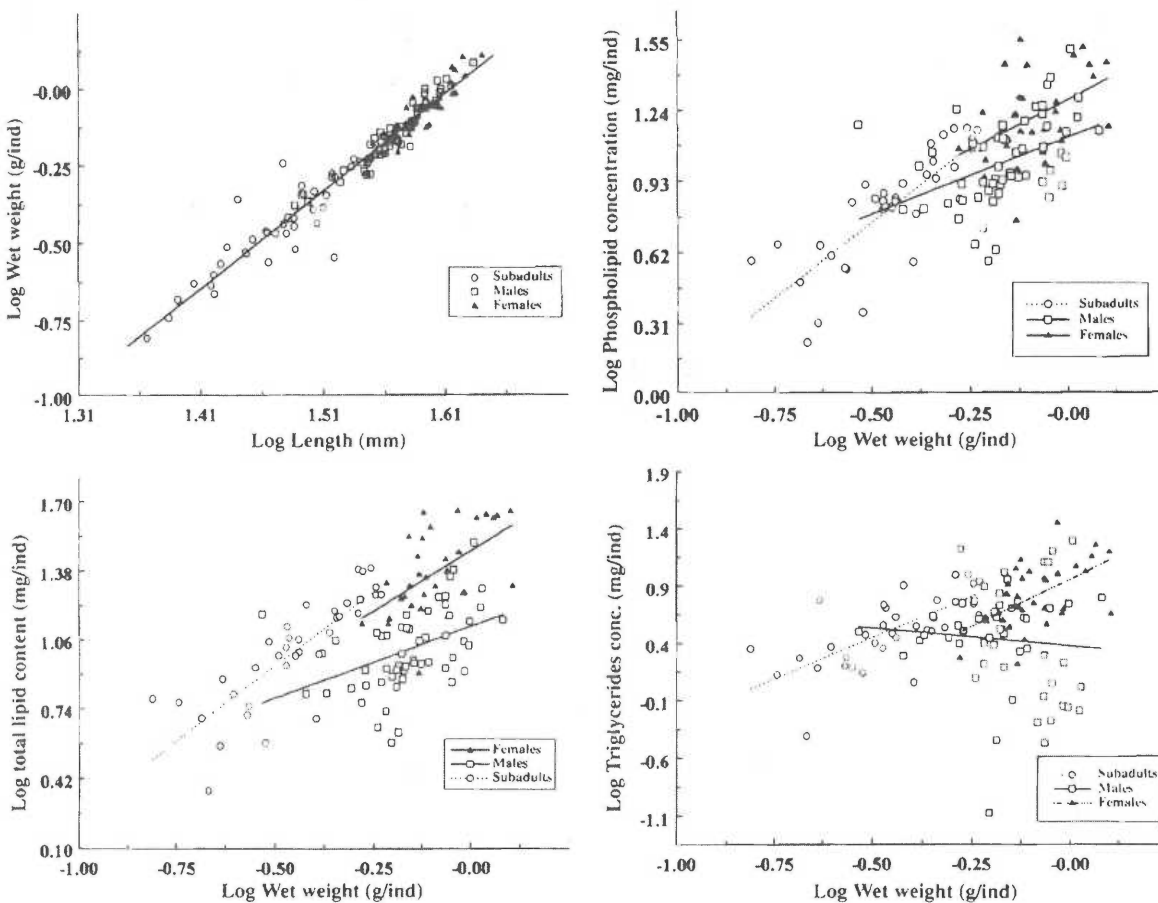 Log Wet weight (g/ind)
-0.00
-0.25
-0.50
-0.75
-1.00
1.31 1.41 1.51 1.61
Log Length (mm)
Subadults
Males
Females
Log Phospholipid concentration (mg/ind)
1.55
1.24
0.93
0.62
0.31
0.00
-1.00 -0.75 -0.50 -0.25 -0.00
Log Wet weight (g/ind)
Subadults
Males
Females
Log total lipid content (mg/ind)
1.70
1.38
1.06
0.74
0.42
0.10
-1.00 -0.75 -0.50 -0.25 -0.00
Log Wet weight (g/ind)
Females
Males
Subadults
Log Triglycerides conc. (mg/ind)
1.9
1.4
0.9
0.4
-0.1
-0.6
-1.1
-1.00 -0.75 -0.50 -0.25 -0.00
Log Wet weight (g/ind)
Subadults
Males
Females